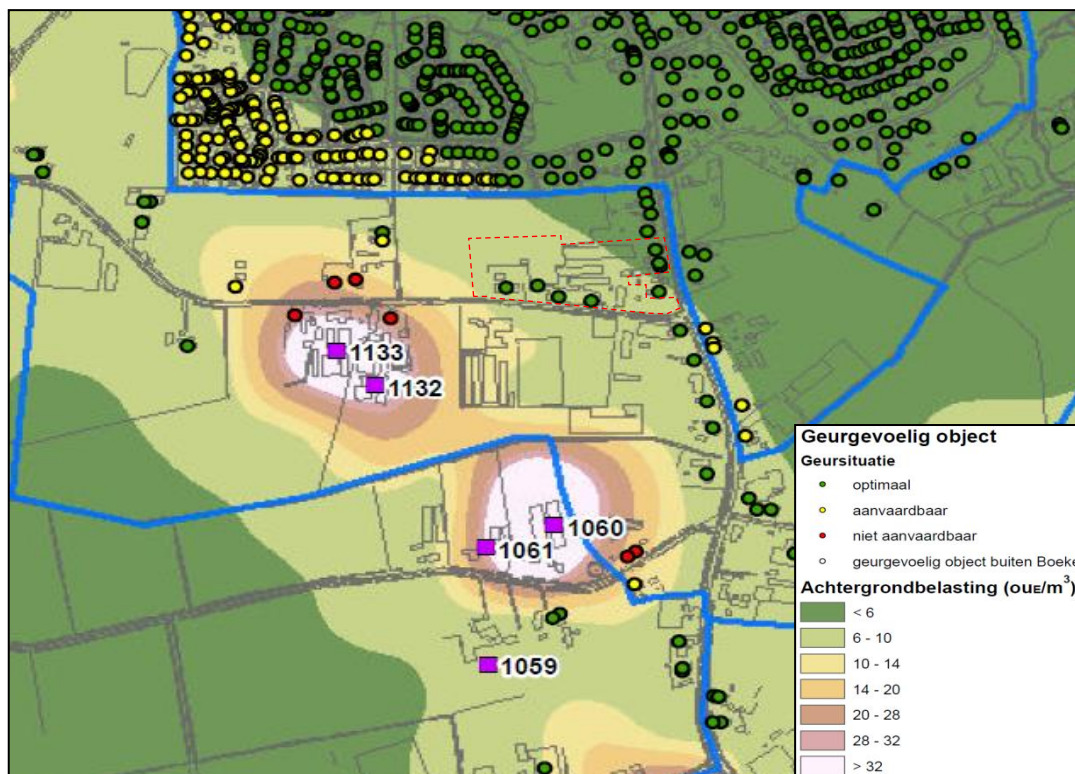 1133
1132
1060
1061
1059
Geurgevoelig object
Geursituatie
optimaal
aanvaardbaar
niet aanvaardbaar
geurgevoelig object buiten Boeke
Achtergrondbelasting (ouE/m³)
< 6
6 - 10
10 - 14
14 - 20
20 - 28
28 - 32
> 32